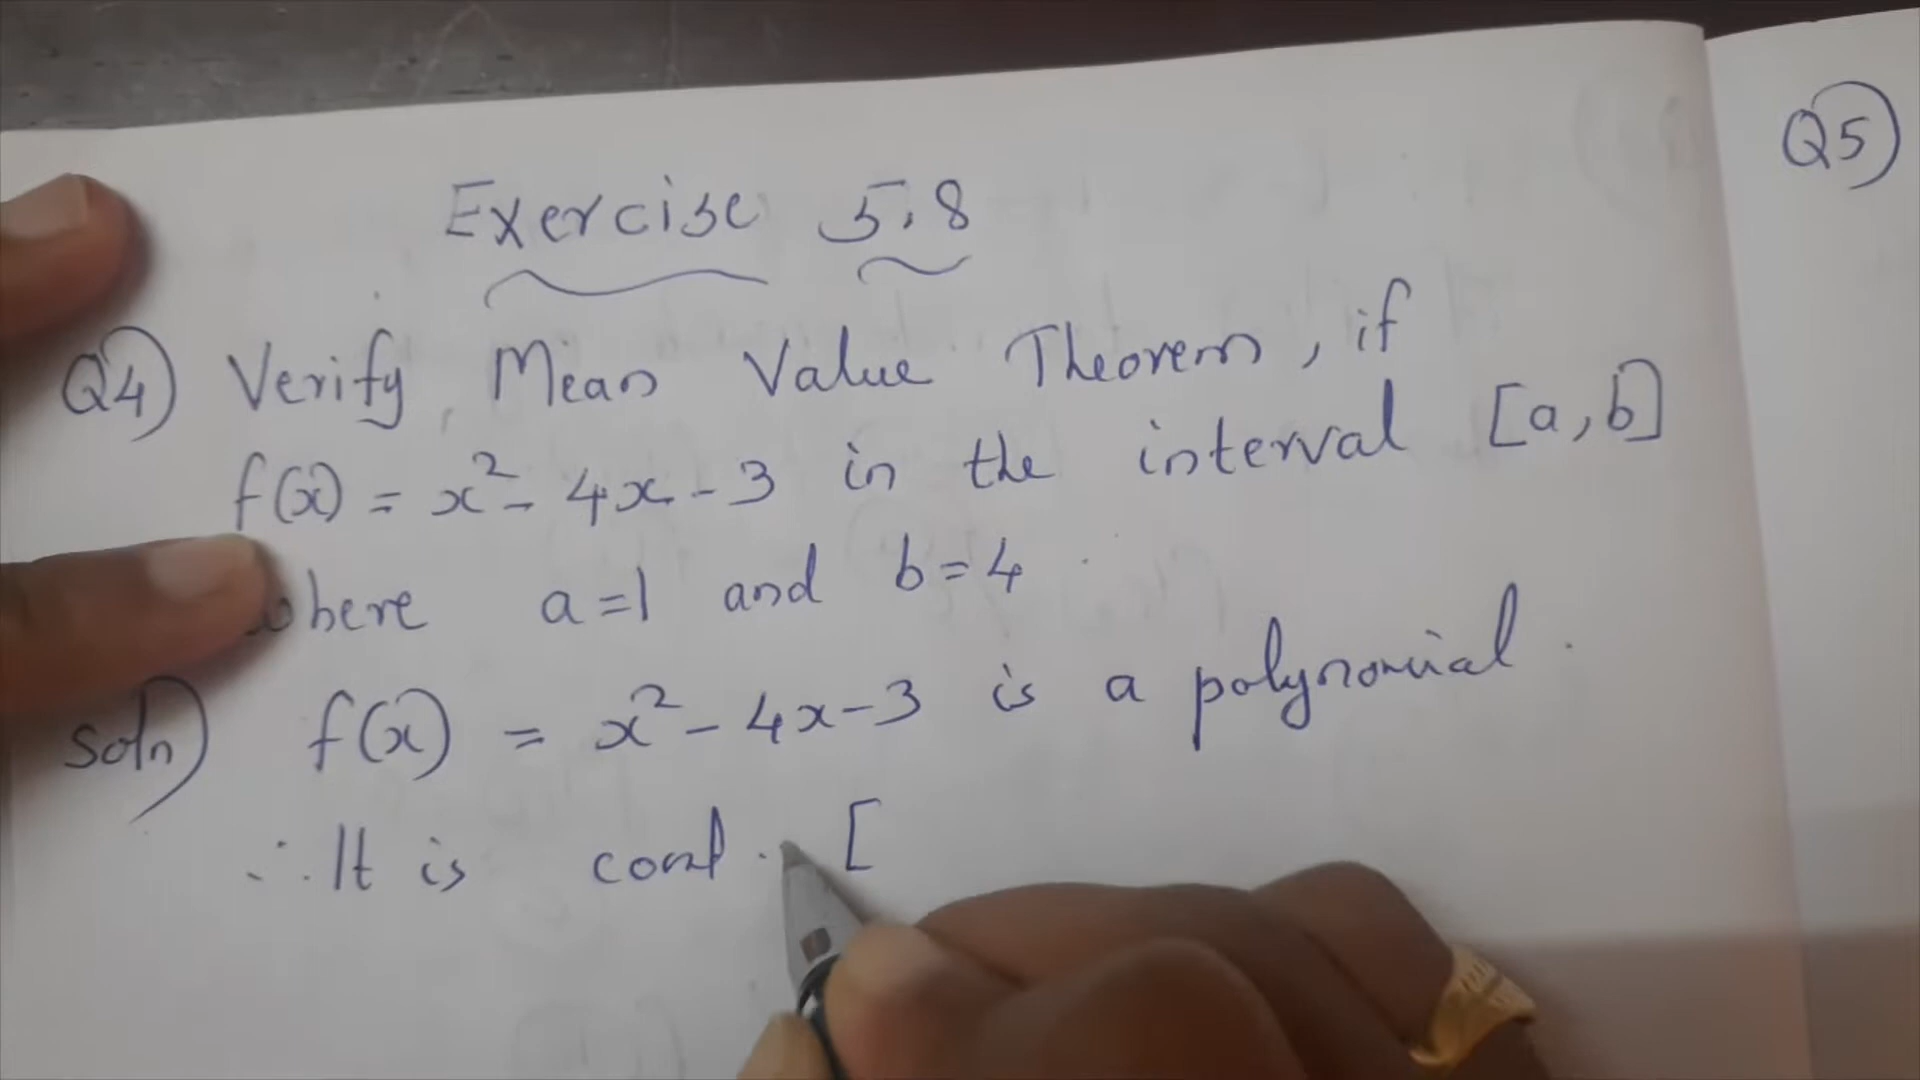 Exercise 5.8
Q4) Verify Mean Value Theorem, if
f(x) = x² - 4x - 3 in the interval [a, b]
where a=1 and b=4
Soln) f(x) = x² - 4x - 3 is a polynomial.
∴ It is cont. [
Q5)